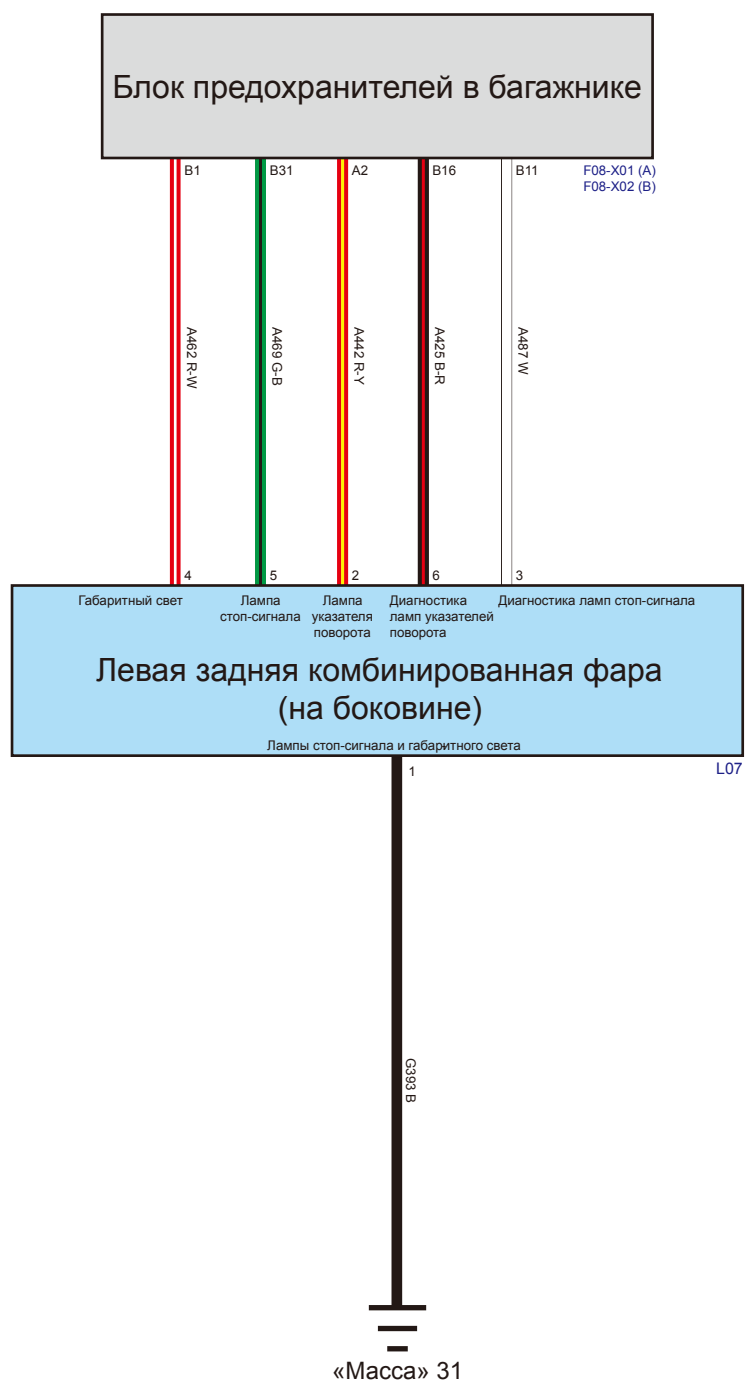 Блок предохранителей в багажнике
B1
B31
A2
B16
B11
F08-X01 (A)
F08-X02 (B)
A462 R-W
A469 G-B
A442 R-Y
A425 B-R
A487 W
4
5
2
6
3
Габаритный свет
Лампа
стоп-сигнала
Лампа
указателя
поворота
Диагностика
ламп указателей
поворота
Диагностика ламп стоп-сигнала
Левая задняя комбинированная фара
(на боковине)
Лампы стоп-сигнала и габаритного света
1
L07
G393 B
«Масса» 31